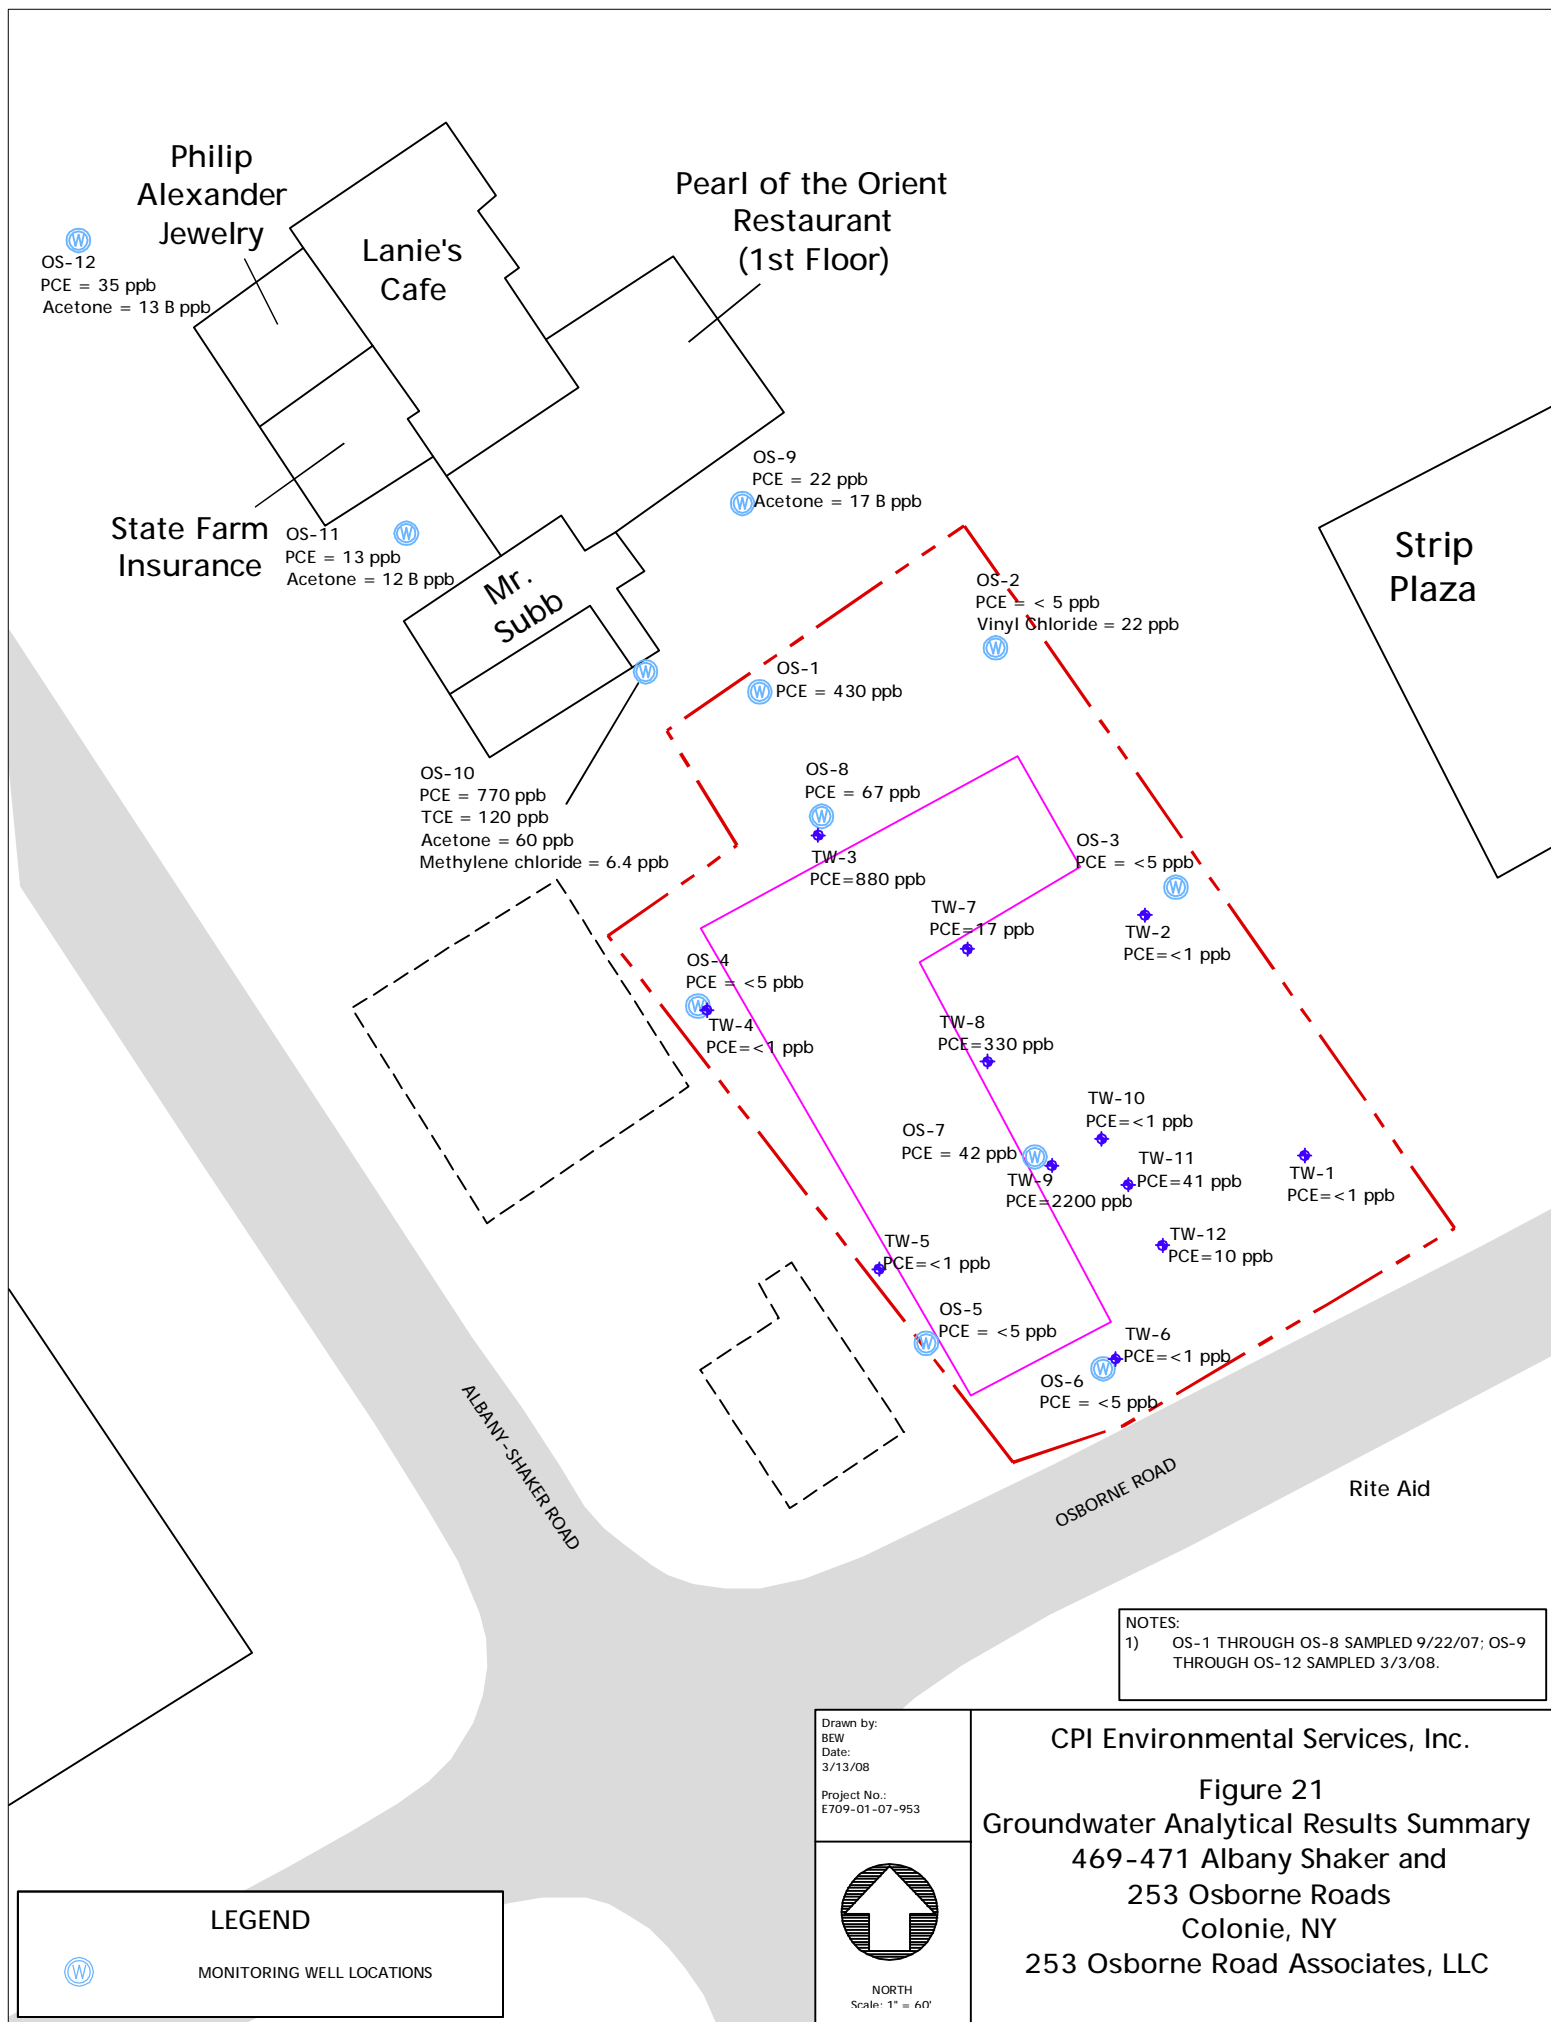 Philip
Alexander
Jewelry
Lanie's
Cafe
Pearl of the Orient
Restaurant
(1st Floor)
W
OS-12
PCE = 35 ppb
Acetone = 13 B ppb
State Farm
Insurance
W
OS-11
PCE = 13 ppb
Acetone = 12 B ppb
Mr.
Subb
OS-9
PCE = 22 ppb
W
Acetone = 17 B ppb
Strip
Plaza
OS-2
PCE = < 5 ppb
Vinyl Chloride = 22 ppb
W
W
OS-1
W
PCE = 430 ppb
OS-10
PCE = 770 ppb
TCE = 120 ppb
Acetone = 60 ppb
Methylene chloride = 6.4 ppb
OS-8
PCE = 67 ppb
W
TW-3
PCE=880 ppb
OS-3
PCE = <5 ppb
W
TW-2
PCE=<1 ppb
TW-7
PCE=17 ppb
OS-4
PCE = <5 pbb
W
TW-4
PCE=<1 ppb
TW-8
PCE=330 ppb
TW-10
PCE=<1 ppb
OS-7
PCE = 42 ppb
W
TW-9
PCE=2200 ppb
TW-11
PCE=41 ppb
TW-1
PCE=<1 ppb
TW-12
PCE=10 ppb
TW-5
PCE=<1 ppb
OS-5
PCE = <5 ppb
W
TW-6
PCE=<1 ppb
W
OS-6
PCE = <5 ppb
ALBANY-SHAKER ROAD
OSBORNE ROAD
Rite Aid
NOTES:
1) OS-1 THROUGH OS-8 SAMPLED 9/22/07; OS-9
THROUGH OS-12 SAMPLED 3/3/08.
Drawn by:
BEW
Date:
3/13/08
Project No.:
E709-01-07-953
NORTH
Scale: 1" = 60'
CPI Environmental Services, Inc.
Figure 21
Groundwater Analytical Results Summary
469-471 Albany Shaker and
253 Osborne Roads
Colonie, NY
253 Osborne Road Associates, LLC
LEGEND
W MONITORING WELL LOCATIONS